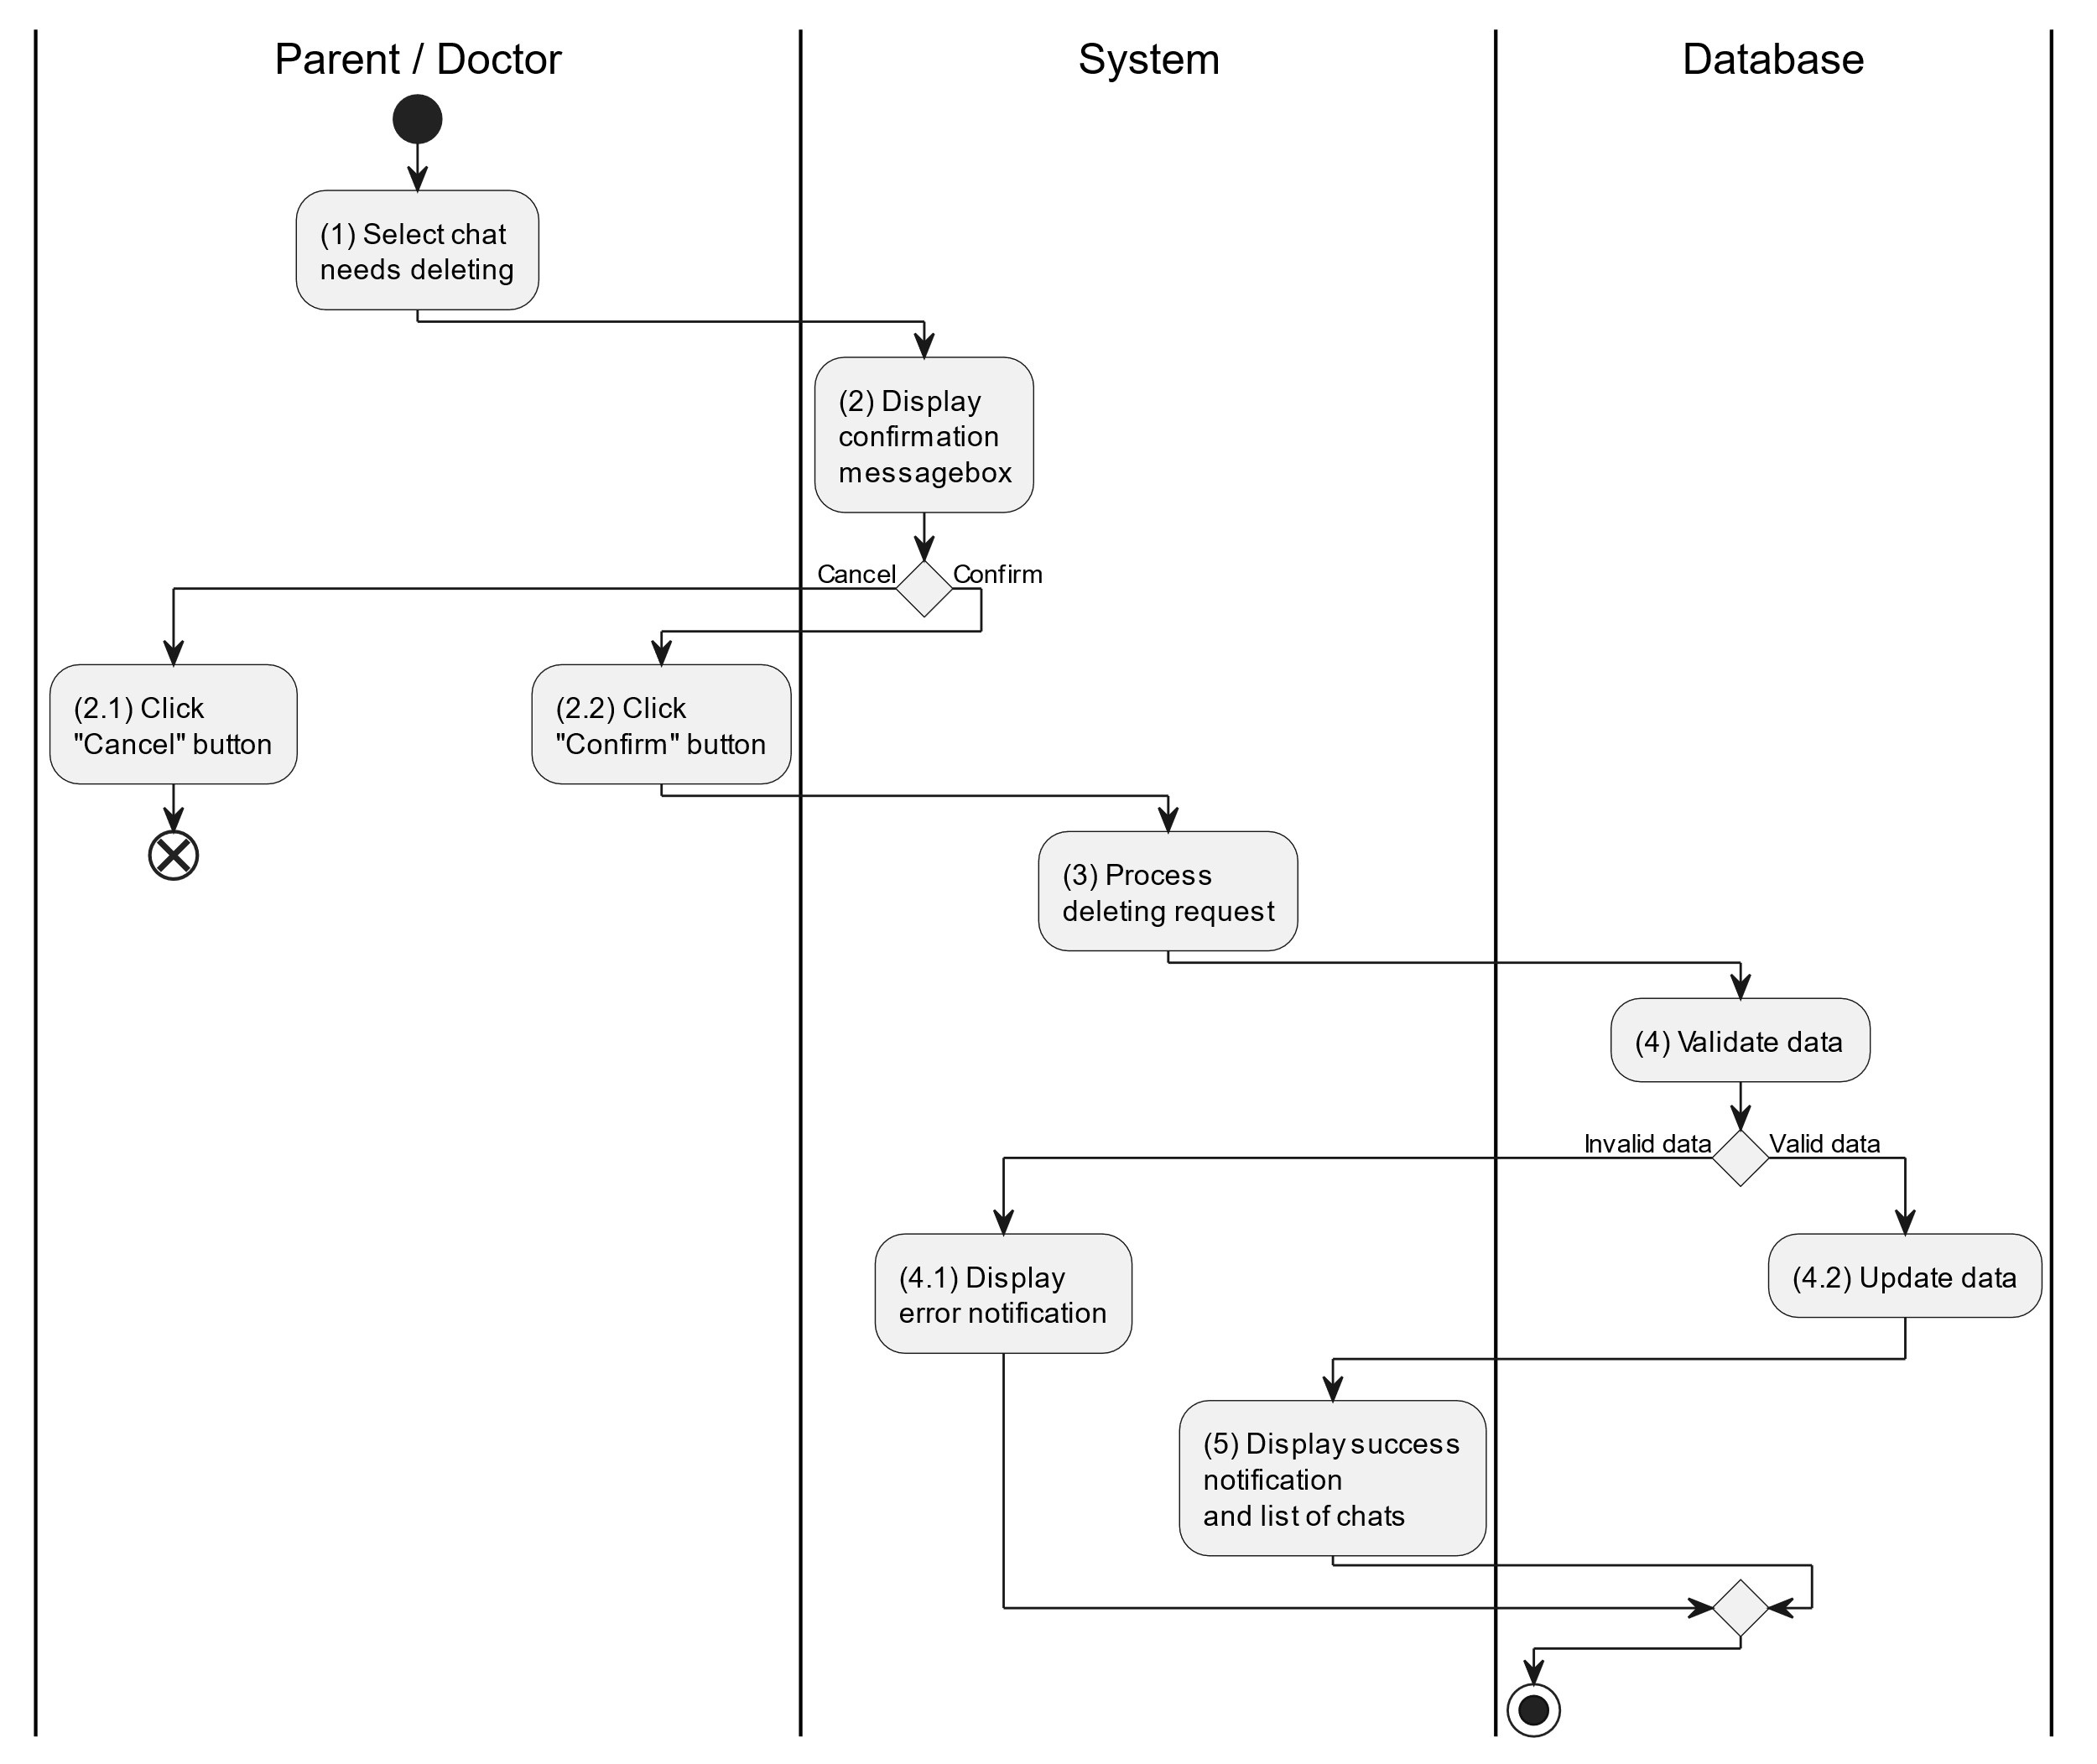 Parent / Doctor
System
Database
(1) Select chat
needs deleting
(2) Display
confirmation
messagebox
Cancel
Confirm
(2.1) Click
"Cancel" button
(2.2) Click
"Confirm" button
(3) Process
deleting request
(4) Validate data
Invalid data
Valid data
(4.1) Display
error notification
(4.2) Update data
(5) Display success
notification
and list of chats